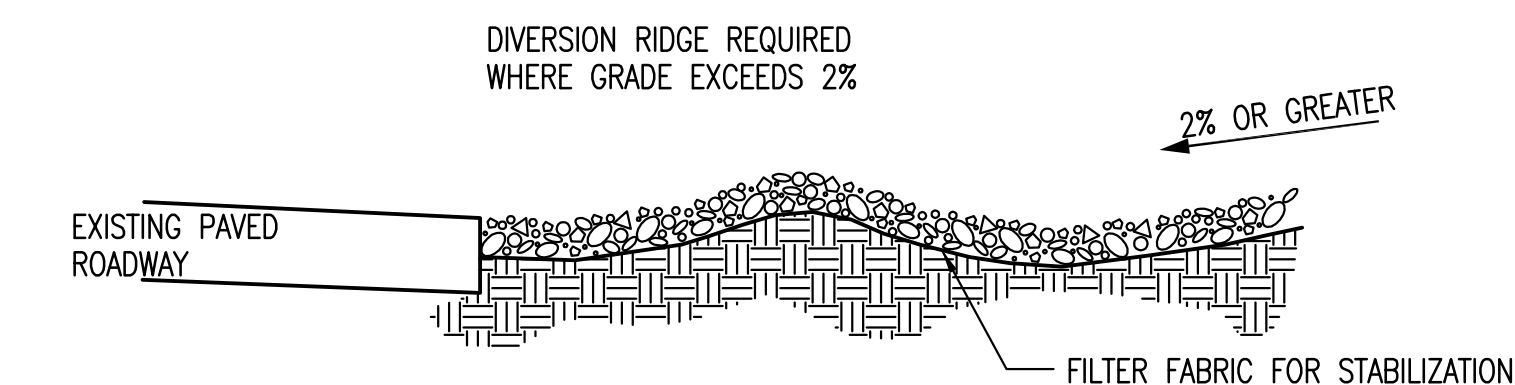 DIVERSION RIDGE REQUIRED
WHERE GRADE EXCEEDS 2%
2% OR GREATER
EXISTING PAVED
ROADWAY
FILTER FABRIC FOR STABILIZATION